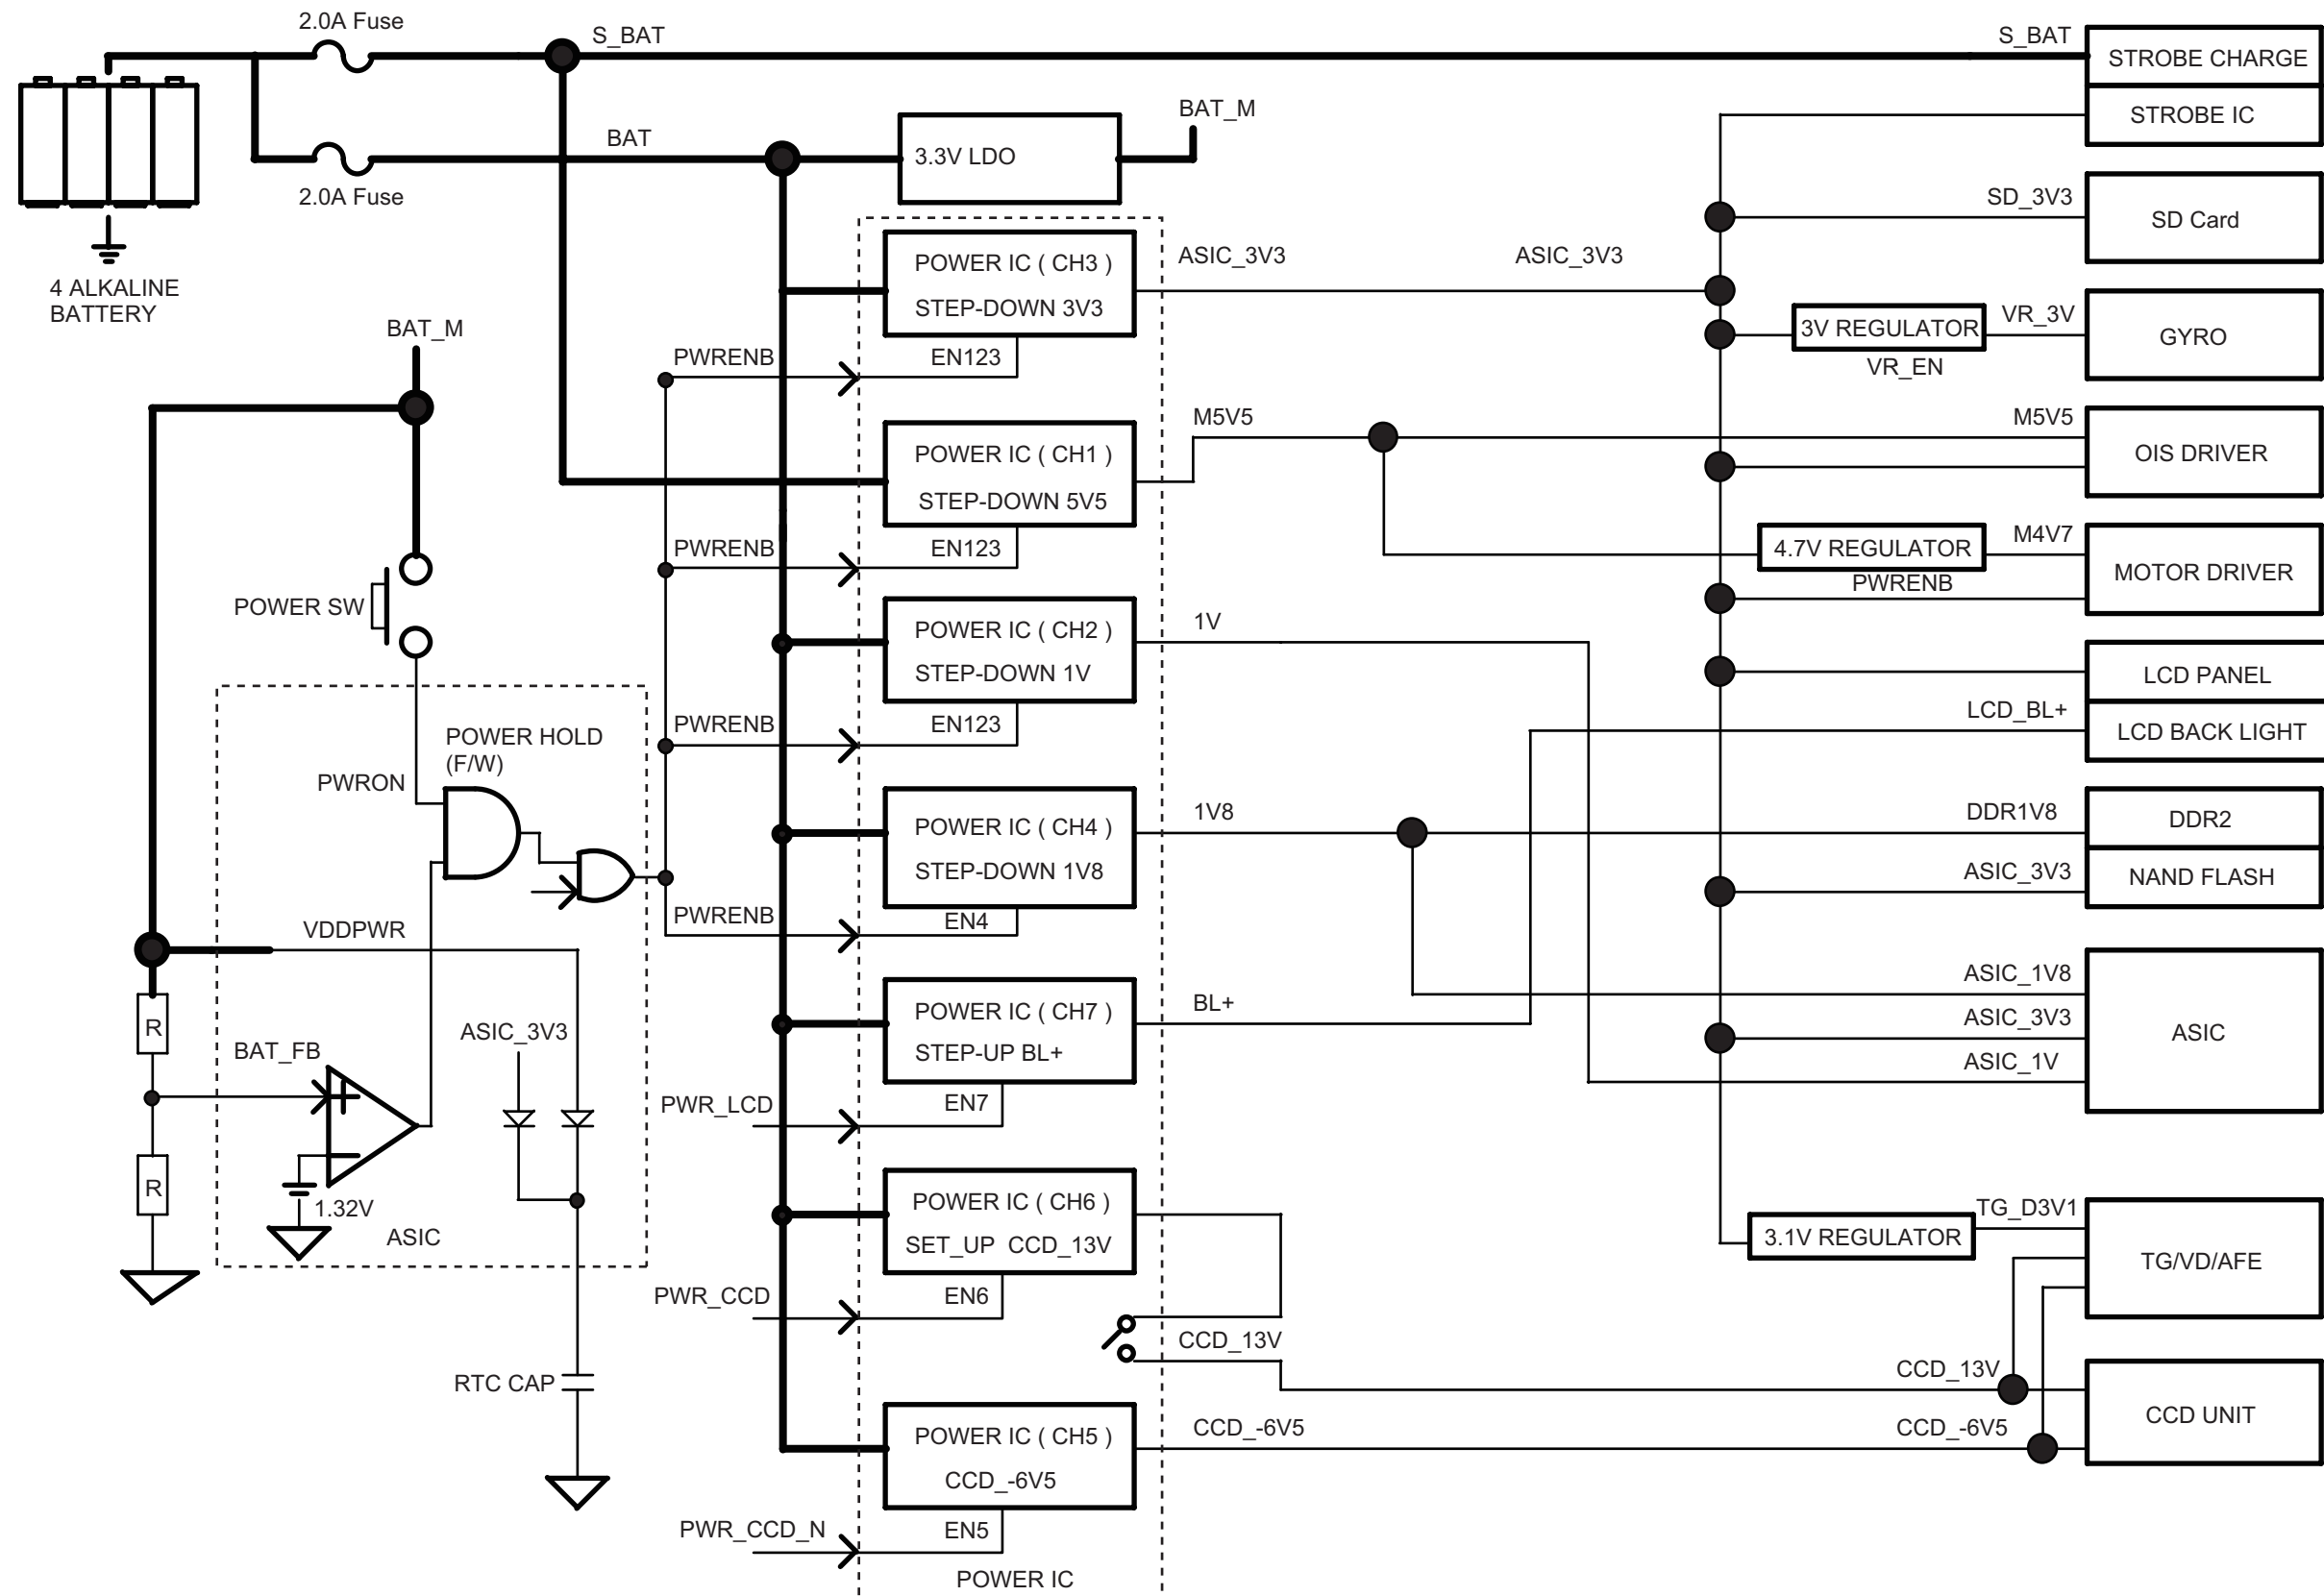 2.0A Fuse
S_BAT
S_BAT
STROBE CHARGE
STROBE IC
BAT_M
BAT
3.3V LDO
2.0A Fuse
SD_3V3
SD Card
4 ALKALINE
BATTERY
POWER IC ( CH3 )
STEP-DOWN 3V3
ASIC_3V3
ASIC_3V3
3V REGULATOR
VR_3V
VR_EN
GYRO
BAT_M
PWRENB
EN123
M5V5
M5V5
POWER IC ( CH1 )
STEP-DOWN 5V5
OIS DRIVER
PWRENB
EN123
4.7V REGULATOR
M4V7
PWRENB
MOTOR DRIVER
POWER SW
POWER IC ( CH2 )
STEP-DOWN 1V
1V
LCD PANEL
LCD_BL+
LCD BACK LIGHT
PWRENB
EN123
POWER HOLD
(F/W)
PWRON
POWER IC ( CH4 )
STEP-DOWN 1V8
1V8
DDR1V8
DDR2
ASIC_3V3
NAND FLASH
PWRENB
EN4
VDDPWR
ASIC_1V8
ASIC_3V3
ASIC_1V
ASIC
POWER IC ( CH7 )
STEP-UP BL+
BL+
R
BAT_FB
ASIC_3V3
PWR_LCD
EN7
R
1.32V
ASIC
POWER IC ( CH6 )
SET_UP CCD_13V
3.1V REGULATOR
TG_D3V1
TG/VD/AFE
PWR_CCD
EN6
CCD_13V
CCD_13V
RTC CAP
CCD UNIT
POWER IC ( CH5 )
CCD_-6V5
CCD_-6V5
CCD_-6V5
PWR_CCD_N
EN5
POWER IC